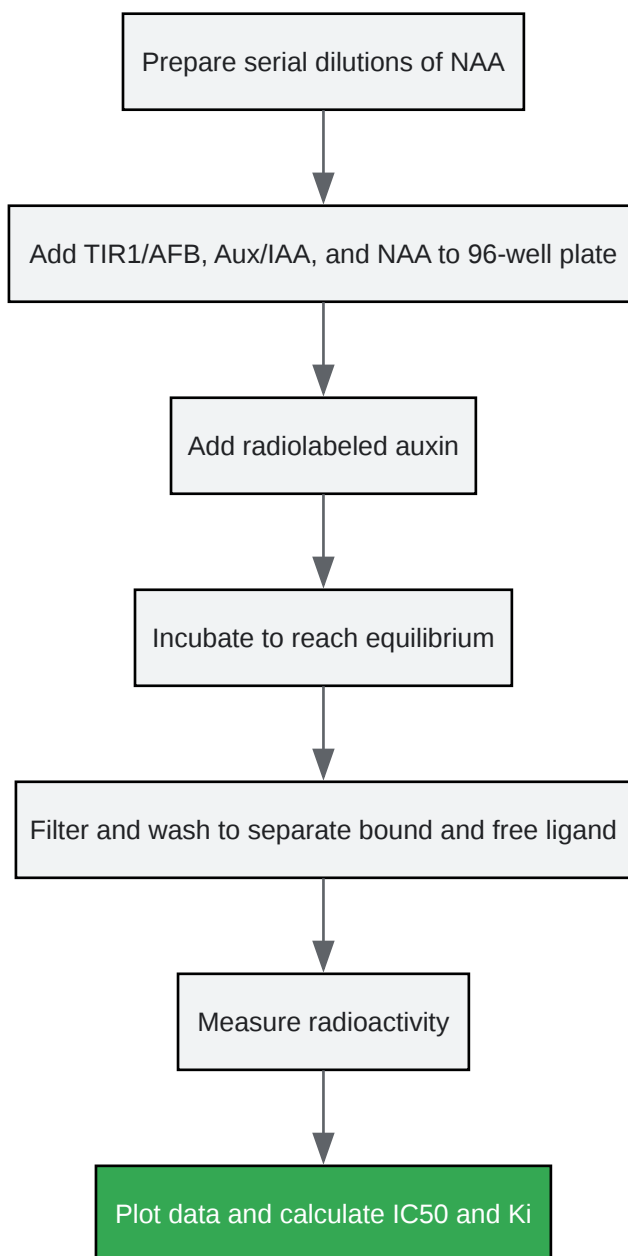 Prepare serial dilutions of NAA
Add TIR1/AFB, Aux/IAA, and NAA to 96-well plate
Add radiolabeled auxin
Incubate to reach equilibrium
Filter and wash to separate bound and free ligand
Measure radioactivity
Plot data and calculate IC50 and Ki